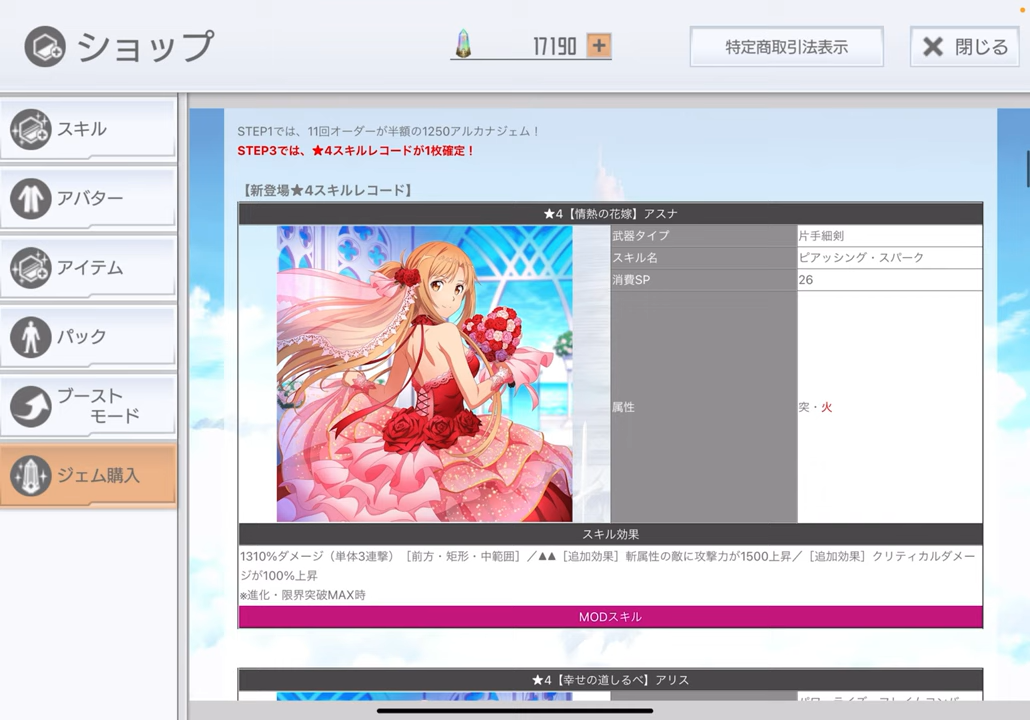 ショップ
17190
特定商取引法表示
閉じる
スキル
アバター
アイテム
パック
ブースト
モード
ジェム購入
STEP1では、11回オーダーが半額の1250アルカナジェム！
STEP3では、★4スキルレコードが1枚確定！
【新登場★4スキルレコード】
★4【情熱の花嫁】アスナ
武器タイプ 片手細剣
スキル名 ピアッシング・スパーク
消費SP 26
属性 突・火
スキル効果
1310%ダメージ（単体3連撃）［前方・矩形・中範囲］／▲▲［追加効果］斬属性の敵に攻撃力が1500上昇／［追加効果］クリティカルダメー
ジが100%上昇
※進化・限界突破MAX時
MODスキル
★4【幸せの道しるべ】アリス